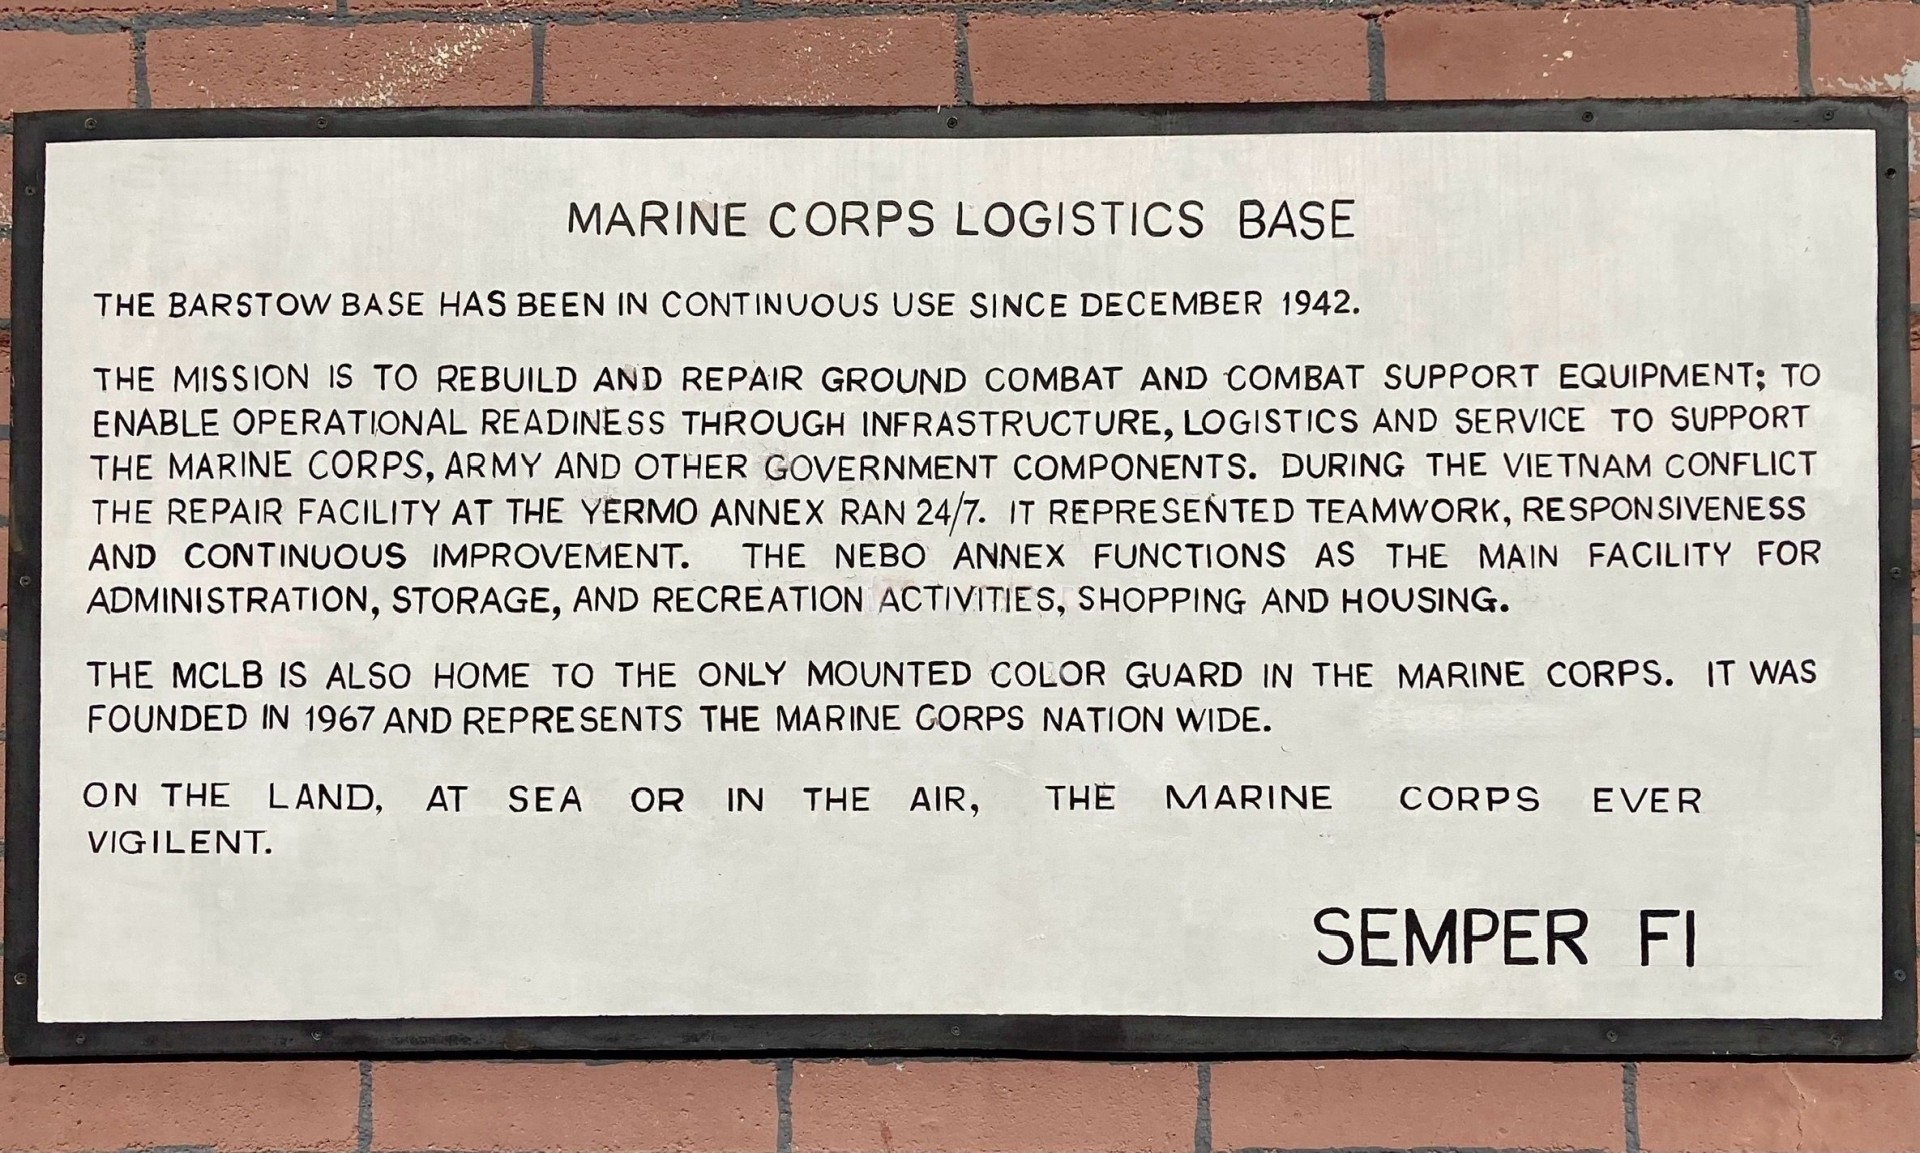 MARINE CORPS LOGISTICS BASE
THE BARSTOW BASE HAS BEEN IN CONTINUOUS USE SINCE DECEMBER 1942.
THE MISSION IS TO REBUILD AND REPAIR GROUND COMBAT AND COMBAT SUPPORT EQUIPMENT; TO
ENABLE OPERATIONAL READINESS THROUGH INFRASTRUCTURE, LOGISTICS AND SERVICE TO SUPPORT
THE MARINE CORPS, ARMY AND OTHER GOVERNMENT COMPONENTS. DURING THE VIETNAM CONFLICT
THE REPAIR FACILITY AT THE YERMO ANNEX RAN 24/7. IT REPRESENTED TEAMWORK, RESPONSIVENESS
AND CONTINUOUS IMPROVEMENT. THE NEBO ANNEX FUNCTIONS AS THE MAIN FACILITY FOR
ADMINISTRATION, STORAGE, AND RECREATION ACTIVITIES, SHOPPING AND HOUSING.
THE MCLB IS ALSO HOME TO THE ONLY MOUNTED COLOR GUARD IN THE MARINE CORPS. IT WAS
FOUNDED IN 1967 AND REPRESENTS THE MARINE CORPS NATION WIDE.
ON THE LAND, AT SEA OR IN THE AIR, THE MARINE CORPS EVER
VIGILENT.
SEMPER FI